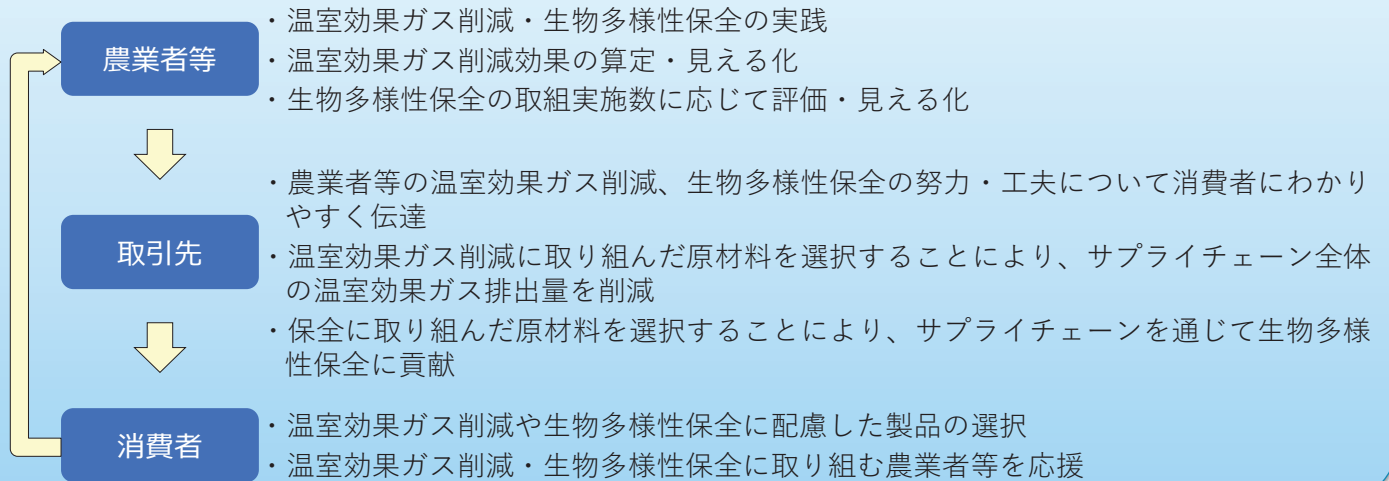 農業者等
・温室効果ガス削減・生物多様性保全の実践
・温室効果ガス削減効果の算定・見える化
・生物多様性保全の取組実施数に応じて評価・見える化
取引先
・農業者等の温室効果ガス削減、生物多様性保全の努力・工夫について消費者にわかり
やすく伝達
・温室効果ガス削減に取り組んだ原材料を選択することにより、サプライチェーン全体
の温室効果ガス排出量を削減
・保全に取り組んだ原材料を選択することにより、サプライチェーンを通じて生物多様
性保全に貢献
消費者
・温室効果ガス削減や生物多様性保全に配慮した製品の選択
・温室効果ガス削減・生物多様性保全に取り組む農業者等を応援